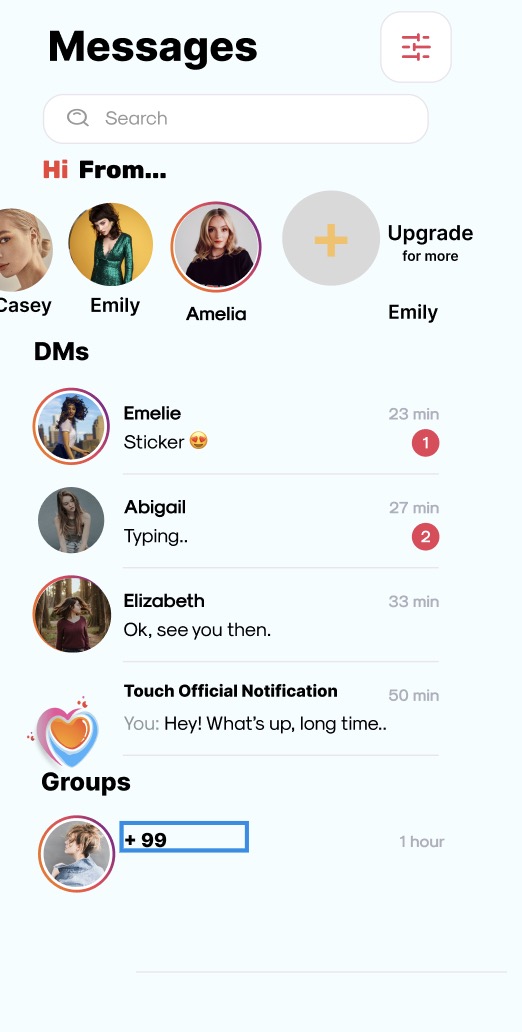 Messages
Search
Hi From...
Upgrade
for more
Casey
Emily
Amelia
Emily
DMs
Emelie
23 min
Sticker 😍
1
Abigail
27 min
Typing..
2
Elizabeth
33 min
Ok, see you then.
Touch Official Notification
50 min
You: Hey! What's up, long time..
Groups
+ 99
1 hour